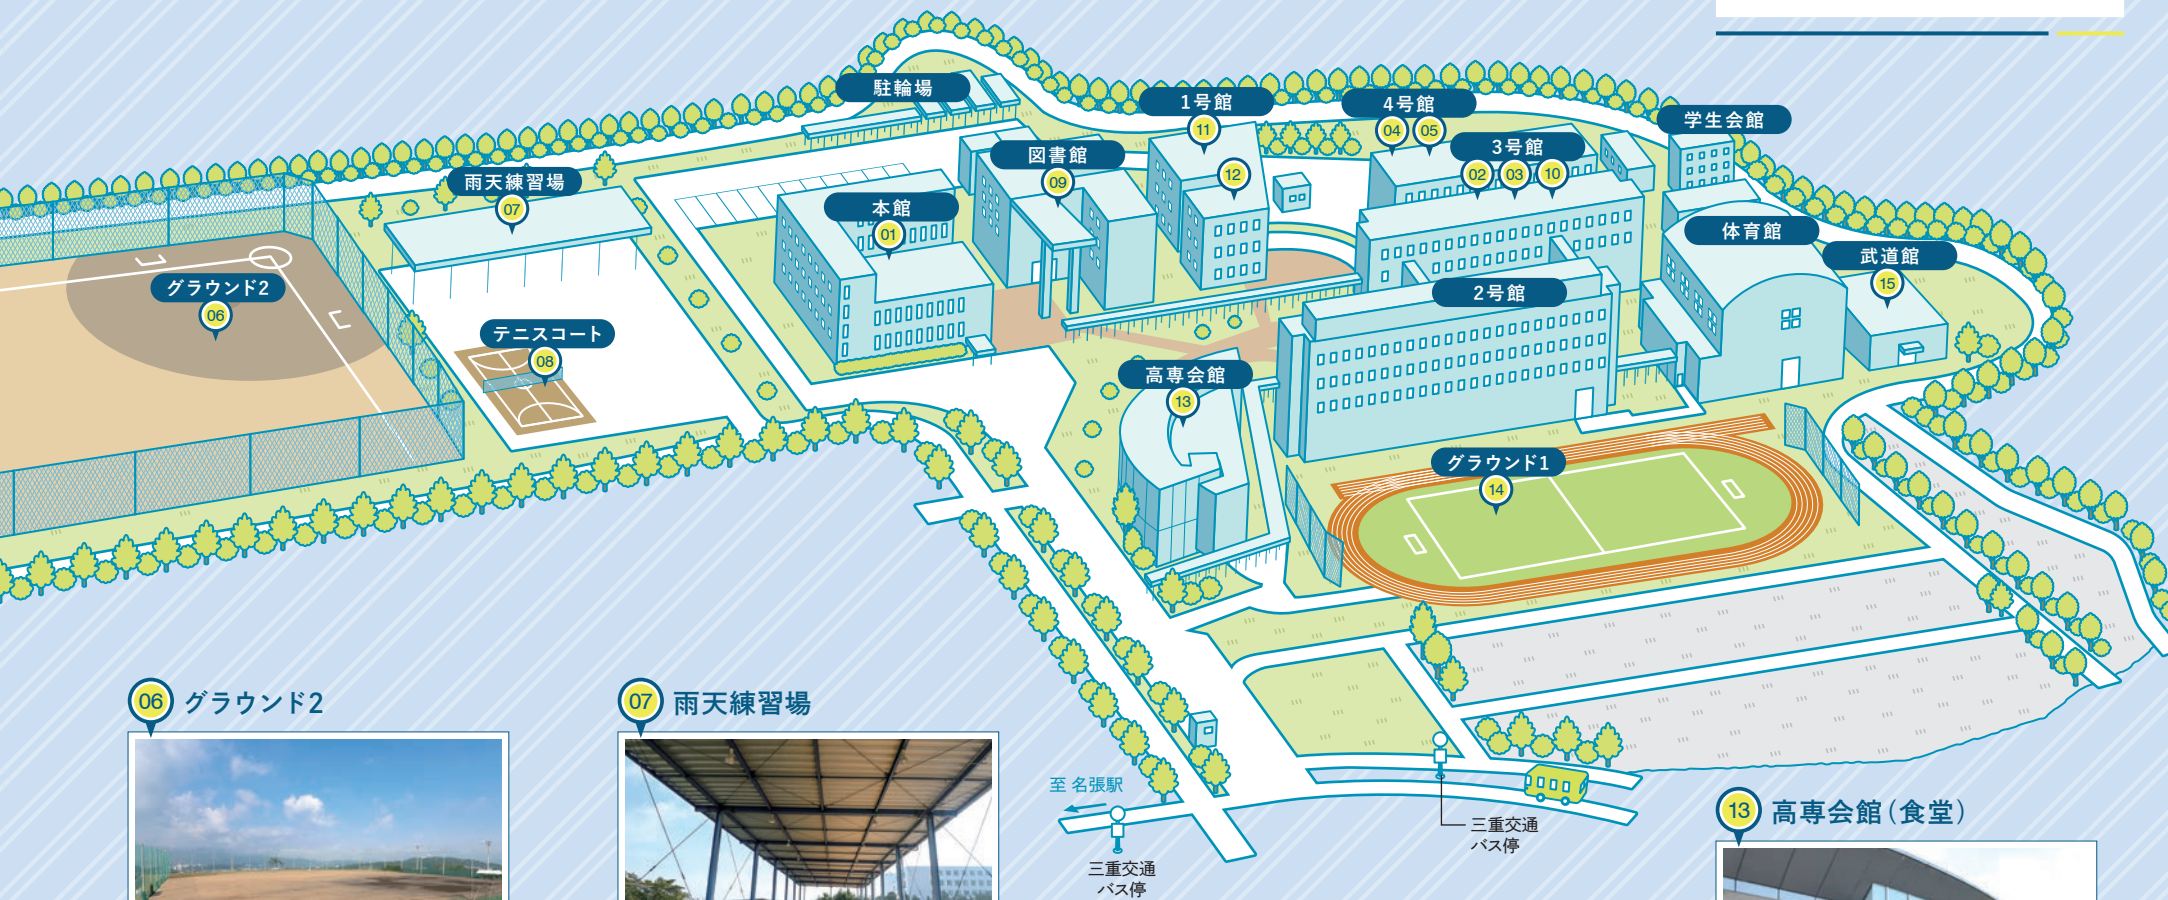 駐輪場
1号館
11
12
4号館
04 05
3号館
02 03 10
学生会館
図書館
09
雨天練習場
07
本館
01
体育館
武道館
15
グラウンド2
06
2号館
テニスコート
08
高専会館
13
グラウンド1
14
至 名張駅
三重交通
バス停
三重交通
バス停
06 グラウンド2
07 雨天練習場
13 高専会館(食堂)